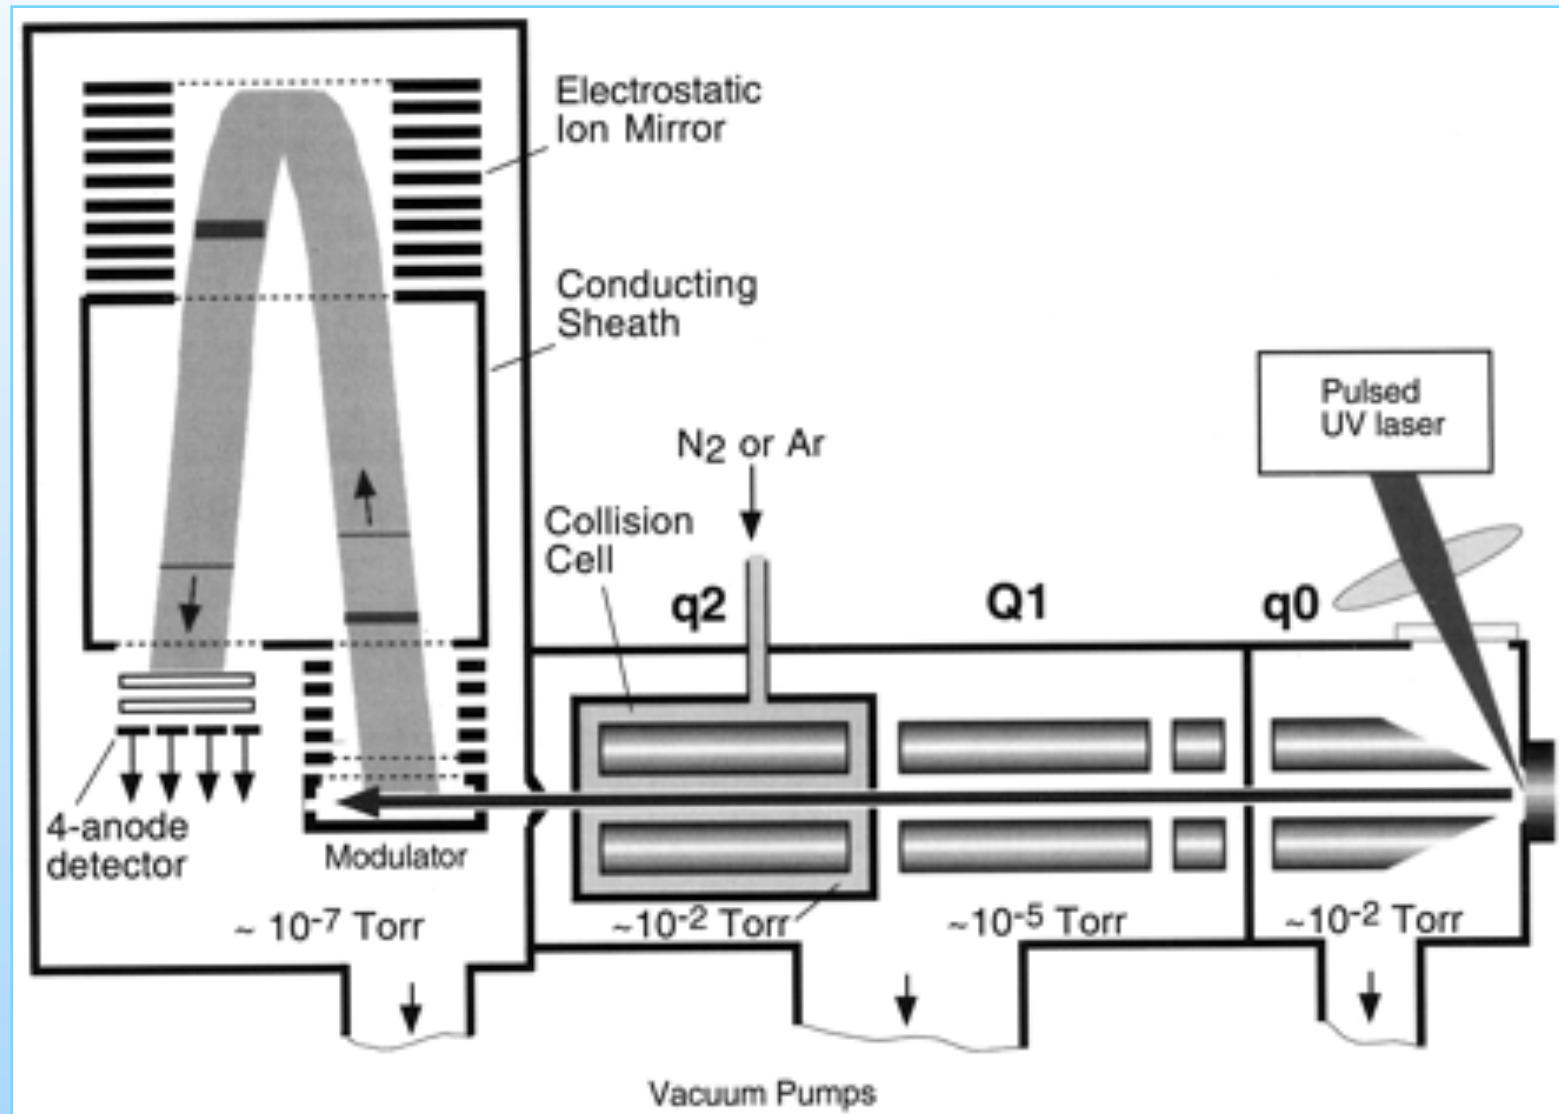 Electrostatic
Ion Mirror
Conducting
Sheath
Pulsed
UV laser
N2 or Ar
Collision
Cell
q2
Q1
q0
4-anode
detector
Modulator
~ 10-7 Torr
~10-2 Torr
~10-5 Torr
~10-2 Torr
Vacuum Pumps